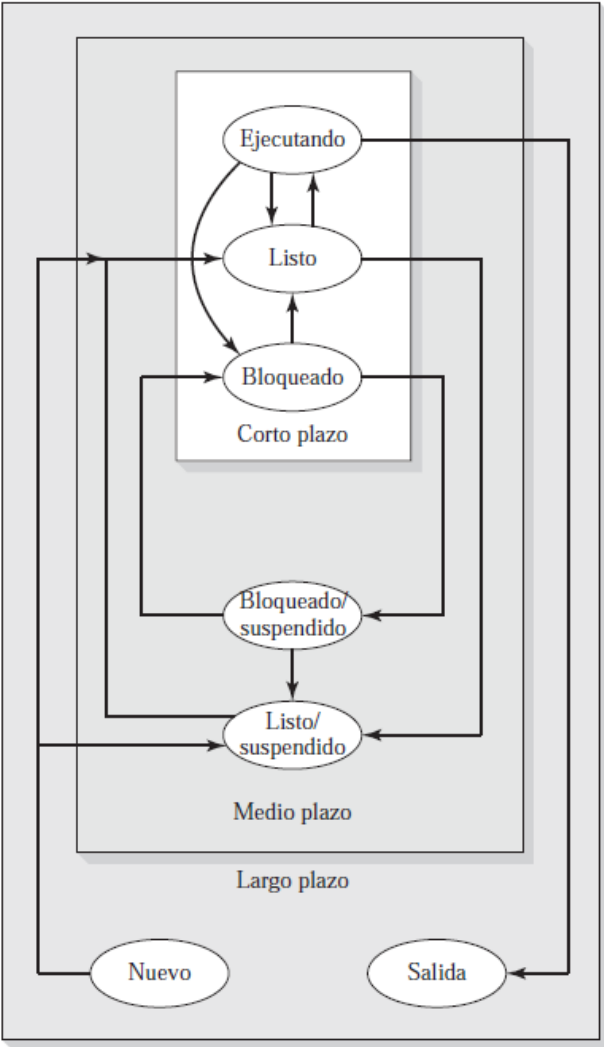 Ejecutando
Listo
Bloqueado
Corto plazo
Bloqueado/
suspendido
Listo/
suspendido
Medio plazo
Largo plazo
Nuevo
Salida